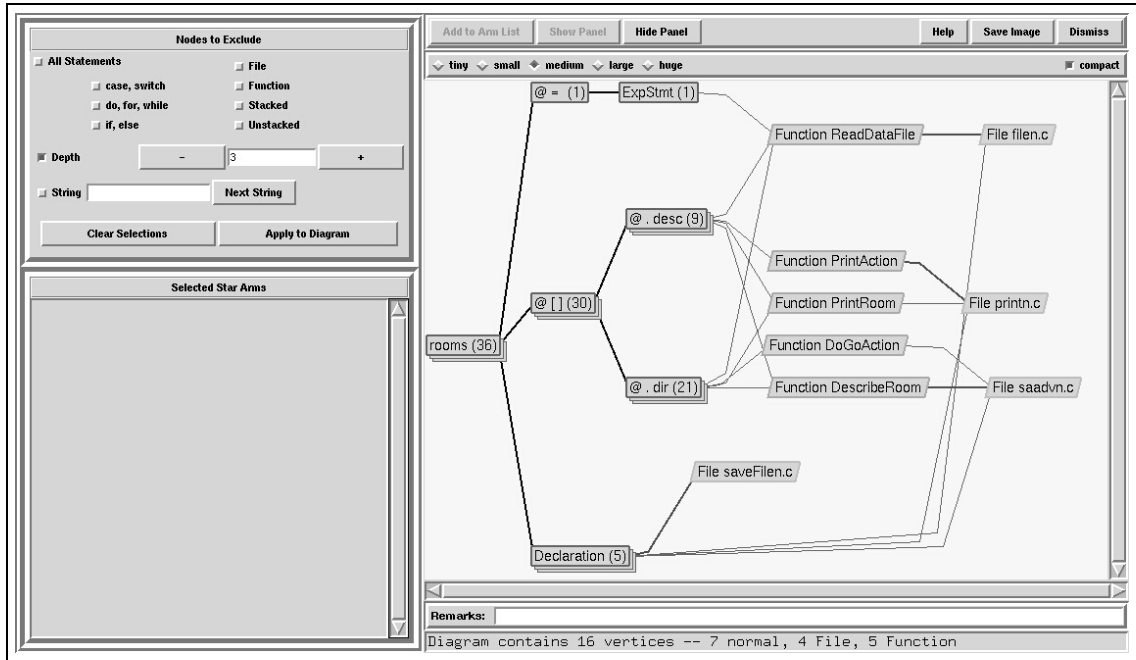 Nodes to Exclude
All Statements
File
case, switch
Function
do, for, while
Stacked
if, else
Unstacked
Depth - 3 +
String Next String
Clear Selections Apply to Diagram
Selected Star Arms
Add to Arm List Show Panel Hide Panel Help Save Image Dismiss
tiny small medium large huge compact
@ = (1) ExpStmt (1)
Function ReadDataFile File filen.c
@ . desc (9)
Function PrintAction
@ [ ] (30) Function PrintRoom File printn.c
rooms (36) Function DoGoAction
@ . dir (21) Function DescribeRoom File saadvn.c
File saveFilen.c
Declaration (5)
Remarks:
Diagram contains 16 vertices -- 7 normal, 4 File, 5 Function